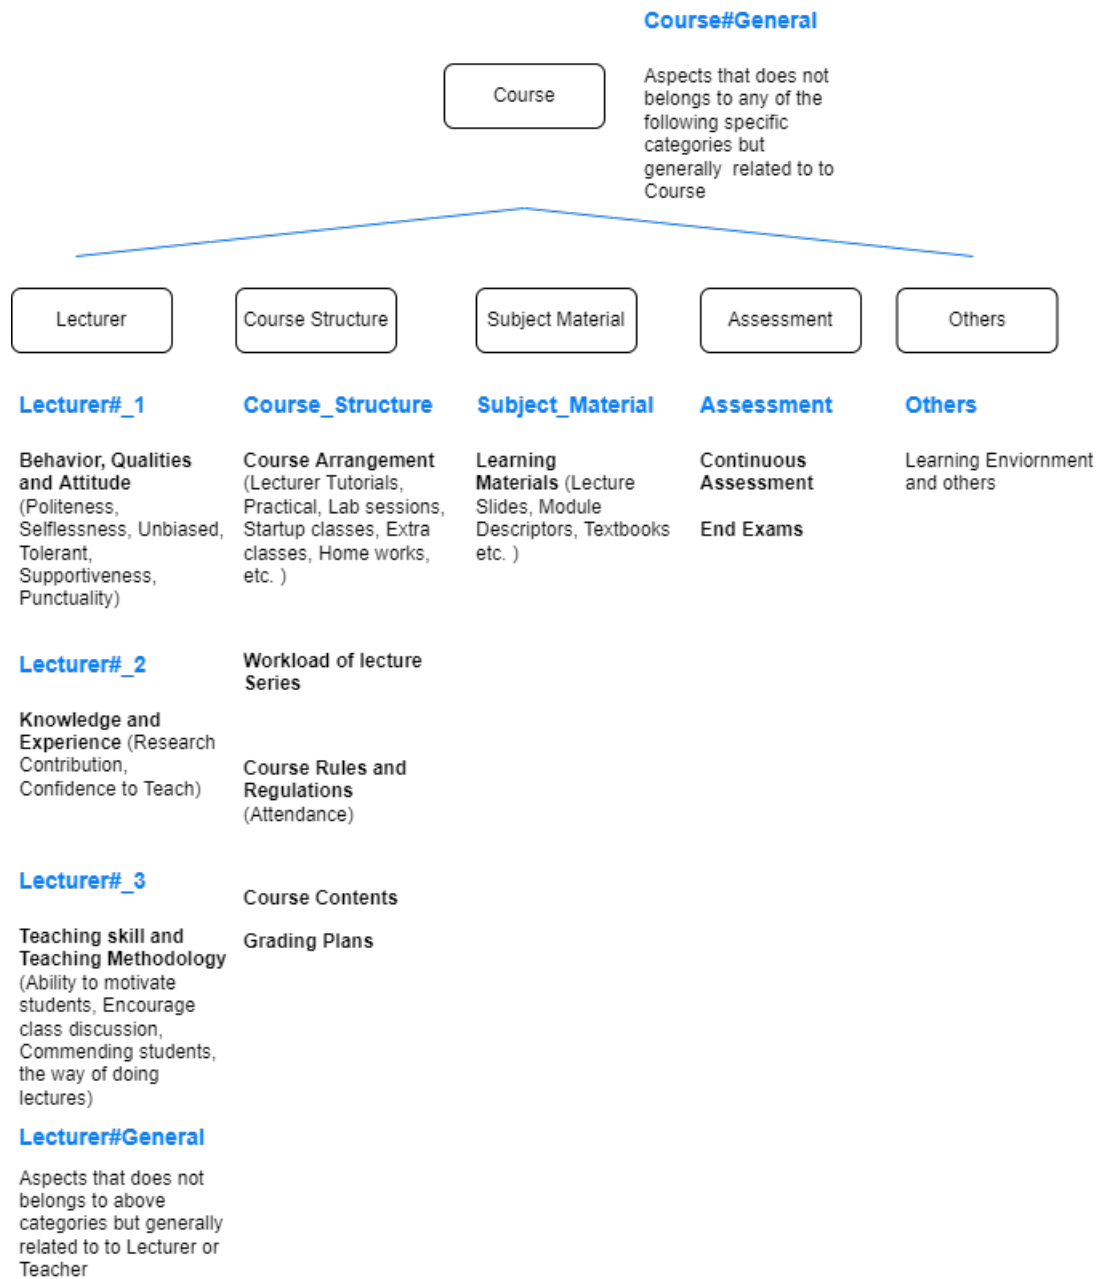 Course#General
Course
Aspects that does not
belongs to any of the
following specific
categories but
generally  related to to
Course
Lecturer
Course Structure
Subject Material
Assessment
Others
Lecturer#_1
Behavior, Qualities
and Attitude
(Politeness,
Selflessness, Unbiased,
Tolerant,
Supportiveness,
Punctuality)
Lecturer#_2
Knowledge and
Experience (Research
Contribution,
Confidence to Teach)
Lecturer#_3
Teaching skill and
Teaching Methodology
(Ability to motivate
students, Encourage
class discussion,
Commending students,
the way of doing
lectures)
Lecturer#General
Aspects that does not
belongs to above
categories but generally
related to to Lecturer or
Teacher
Course_Structure
Course Arrangement
(Lecturer Tutorials,
Practical, Lab sessions,
Startup classes, Extra
classes, Home works,
etc. )
Workload of lecture
Series
Course Rules and
Regulations
(Attendance)
Course Contents
Grading Plans
Subject_Material
Learning
Materials (Lecture
Slides, Module
Descriptors, Textbooks
etc. )
Assessment
Continuous
Assessment
End Exams
Others
Learning Enviornment
and others